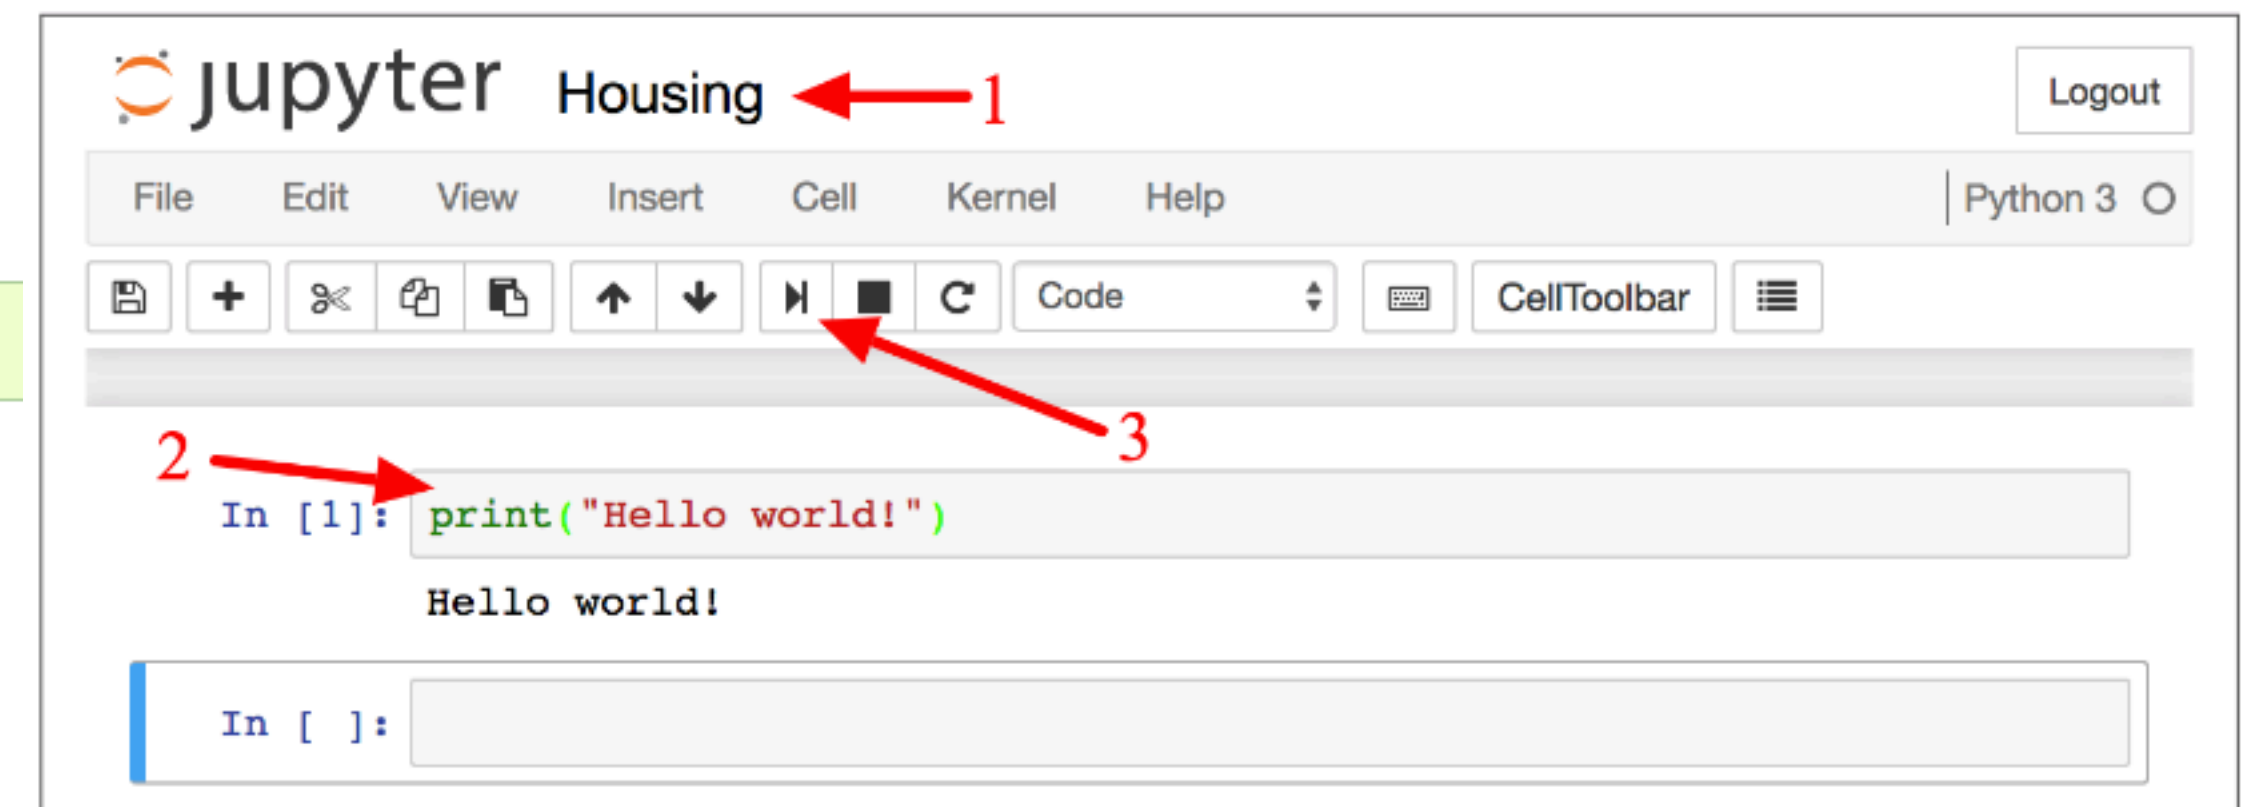 jupyter Housing 1 Logout
File Edit View Insert Cell Kernel Help Python 3
Code CellToolbar
3
2
In [1]: print("Hello world!")
Hello world!
In [ ]: